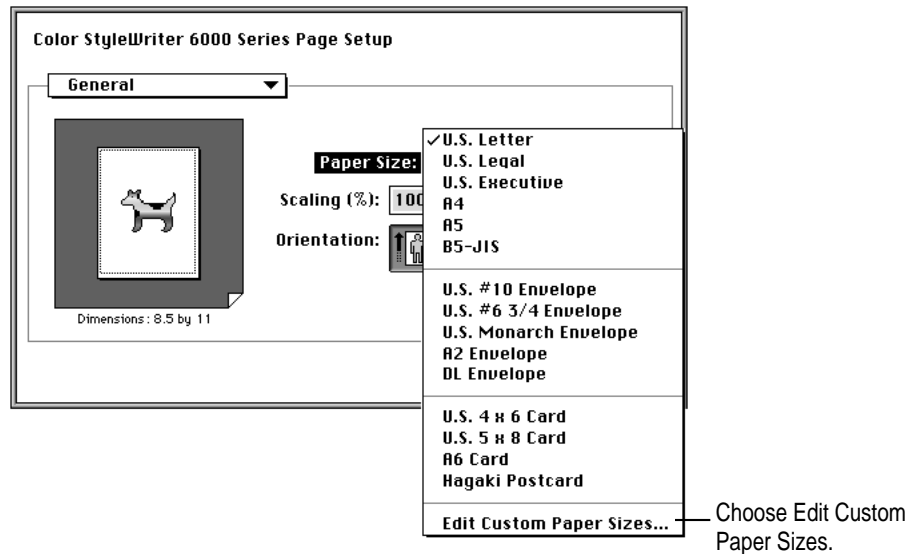 Color StyleWriter 6000 Series Page Setup
General
Paper Size:
Scaling (%): 100
Orientation:
Dimensions: 8.5 by 11
✓U.S. Letter
U.S. Legal
U.S. Executive
A4
A5
B5-JIS
U.S. #10 Envelope
U.S. #6 3/4 Envelope
U.S. Monarch Envelope
A2 Envelope
DL Envelope
U.S. 4 x 6 Card
U.S. 5 x 8 Card
A6 Card
Hagaki Postcard
Edit Custom Paper Sizes...
Choose Edit Custom
Paper Sizes.